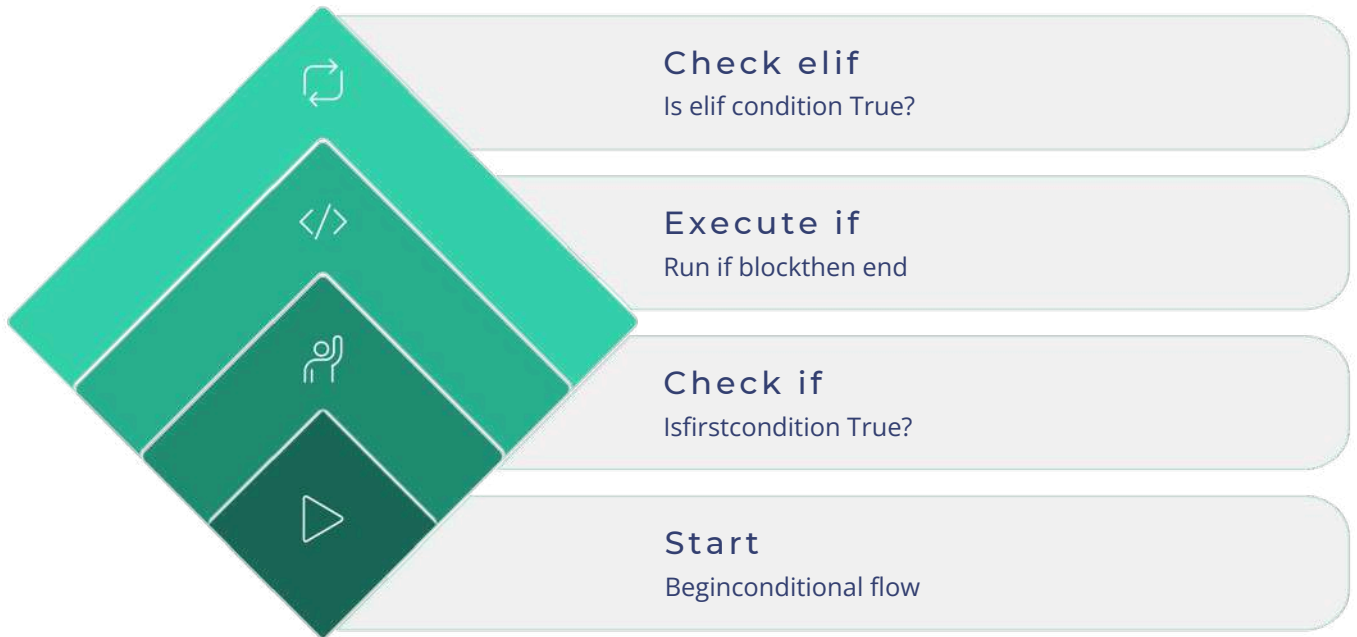 Check elif
Is elif condition True?
Execute if
Run if blockthen end
Check if
Isfirstcondition True?
Start
Beginconditional flow